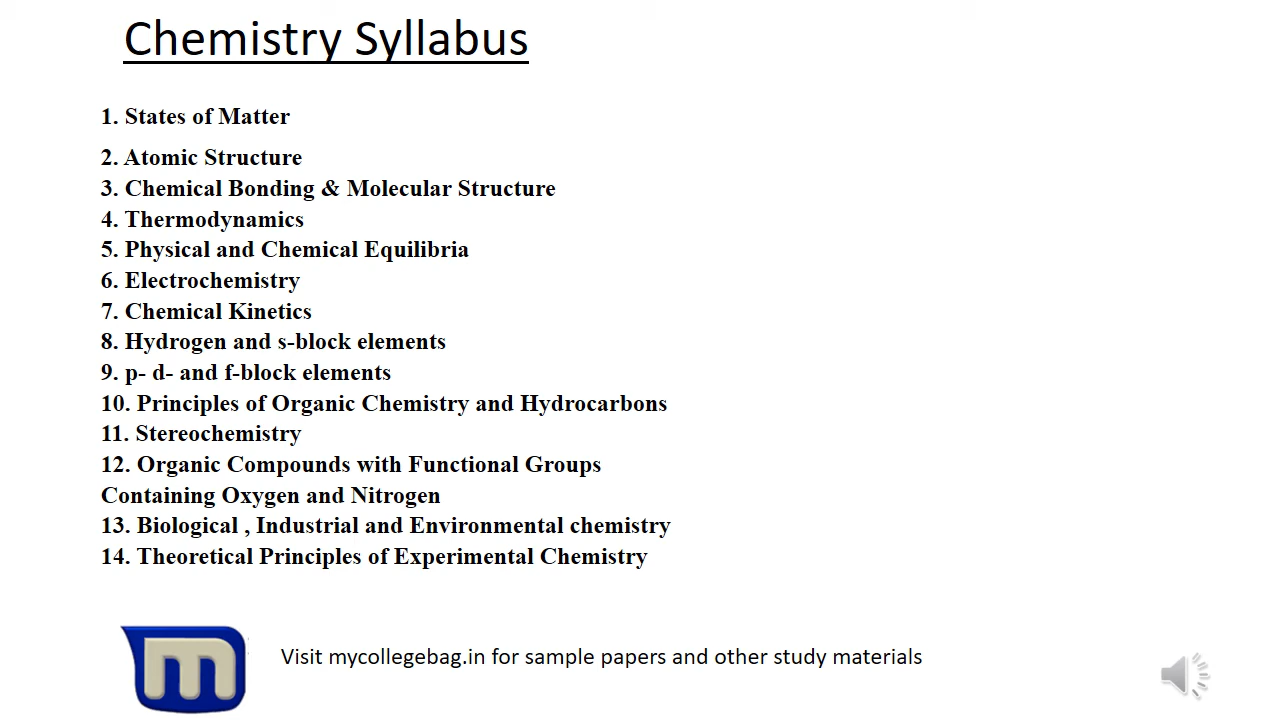 Chemistry Syllabus
1. States of Matter
2. Atomic Structure
3. Chemical Bonding & Molecular Structure
4. Thermodynamics
5. Physical and Chemical Equilibria
6. Electrochemistry
7. Chemical Kinetics
8. Hydrogen and s-block elements
9. p- d- and f-block elements
10. Principles of Organic Chemistry and Hydrocarbons
11. Stereochemistry
12. Organic Compounds with Functional Groups
Containing Oxygen and Nitrogen
13. Biological , Industrial and Environmental chemistry
14. Theoretical Principles of Experimental Chemistry
m
Visit mycollegebag.in for sample papers and other study materials